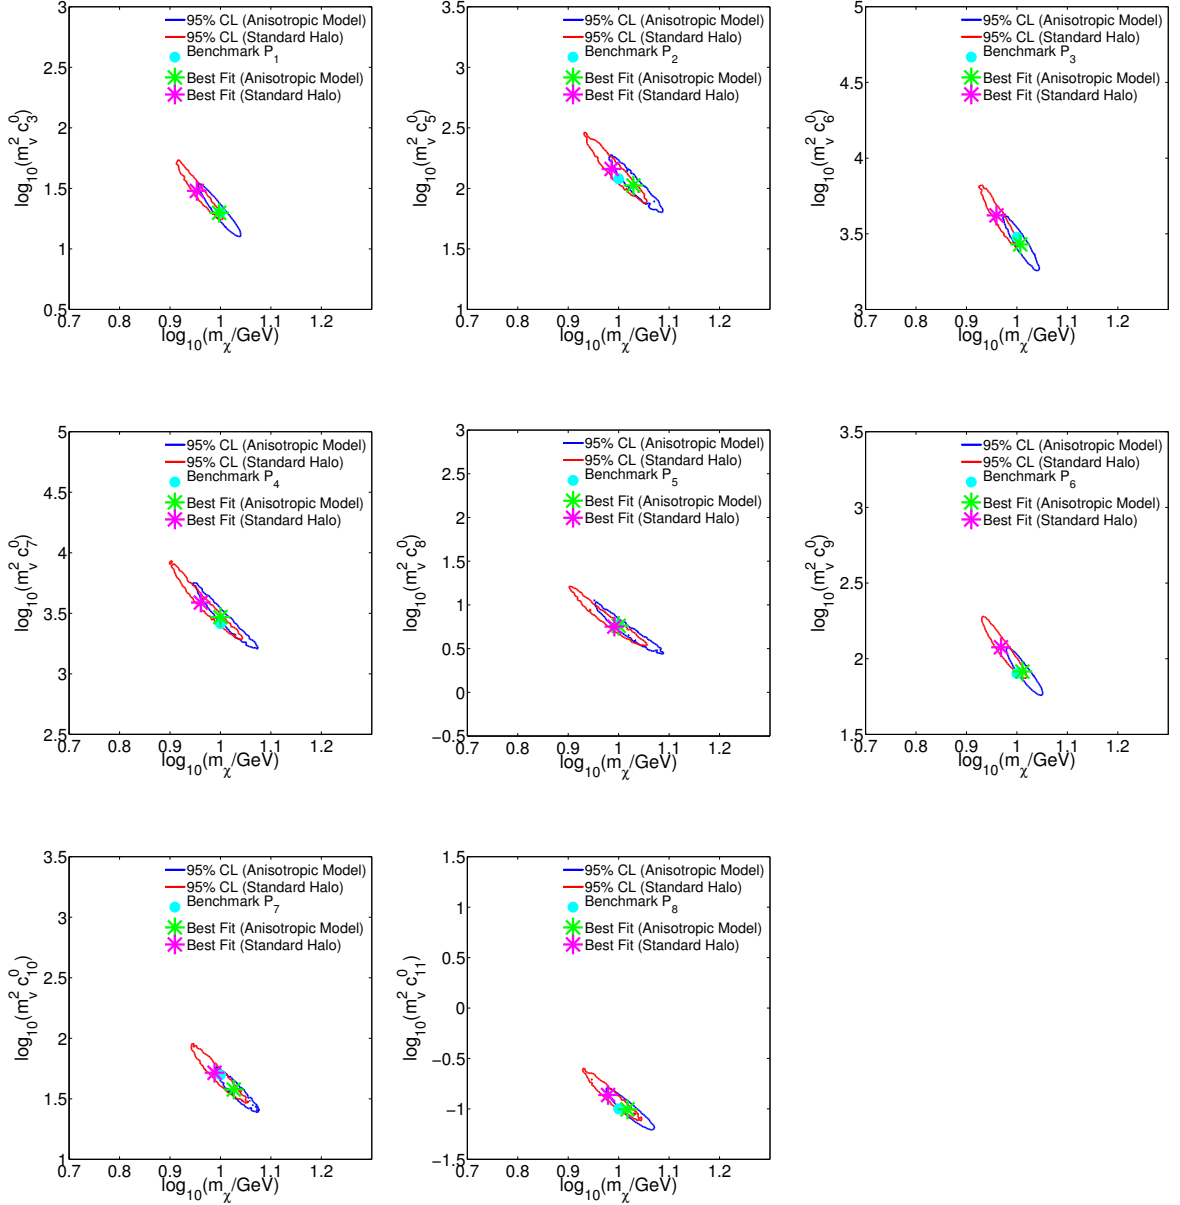 3
2.5
2
1.5
1
0.5
0.7 0.8 0.9 1 1.1 1.2
log10(mχ/GeV)
log10(m_v^2 c_3^0)
95% CL (Anisotropic Model)
95% CL (Standard Halo)
Benchmark P_1
Best Fit (Anisotropic Model)
Best Fit (Standard Halo)
3.5
3
2.5
2
1.5
1
0.7 0.8 0.9 1 1.1 1.2
log10(mχ/GeV)
log10(m_v^2 c_5^0)
95% CL (Anisotropic Model)
95% CL (Standard Halo)
Benchmark P_2
Best Fit (Anisotropic Model)
Best Fit (Standard Halo)
5
4.5
4
3.5
3
0.7 0.8 0.9 1 1.1 1.2
log10(mχ/GeV)
log10(m_v^2 c_6^0)
95% CL (Anisotropic Model)
95% CL (Standard Halo)
Benchmark P_3
Best Fit (Anisotropic Model)
Best Fit (Standard Halo)
5
4.5
4
3.5
3
2.5
0.7 0.8 0.9 1 1.1 1.2
log10(mχ/GeV)
log10(m_v^2 c_7^0)
95% CL (Anisotropic Model)
95% CL (Standard Halo)
Benchmark P_4
Best Fit (Anisotropic Model)
Best Fit (Standard Halo)
3
2.5
2
1.5
1
0.5
0
−0.5
0.7 0.8 0.9 1 1.1 1.2
log10(mχ/GeV)
log10(m_v^2 c_8^0)
95% CL (Anisotropic Model)
95% CL (Standard Halo)
Benchmark P_5
Best Fit (Anisotropic Model)
Best Fit (Standard Halo)
3.5
3
2.5
2
1.5
0.7 0.8 0.9 1 1.1 1.2
log10(mχ/GeV)
log10(m_v^2 c_9^0)
95% CL (Anisotropic Model)
95% CL (Standard Halo)
Benchmark P_6
Best Fit (Anisotropic Model)
Best Fit (Standard Halo)
3.5
3
2.5
2
1.5
1
0.7 0.8 0.9 1 1.1 1.2
log10(mχ/GeV)
log10(m_v^2 c_10^0)
95% CL (Anisotropic Model)
95% CL (Standard Halo)
Benchmark P_7
Best Fit (Anisotropic Model)
Best Fit (Standard Halo)
1.5
1
0.5
0
−0.5
−1
−1.5
0.7 0.8 0.9 1 1.1 1.2
log10(mχ/GeV)
log10(m_v^2 c_11^0)
95% CL (Anisotropic Model)
95% CL (Standard Halo)
Benchmark P_8
Best Fit (Anisotropic Model)
Best Fit (Standard Halo)